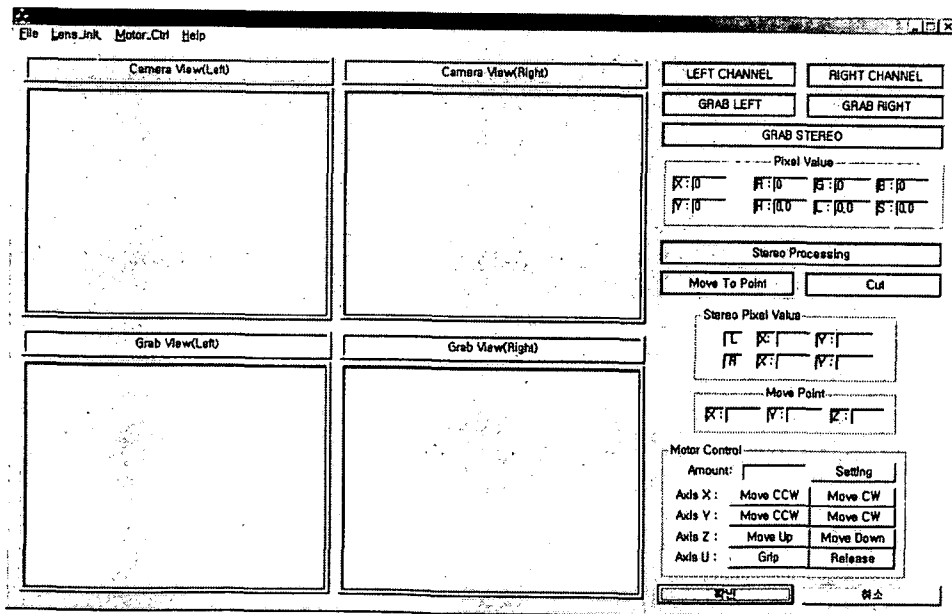 File Lens_Init Motor_Ctrl Help
Camera View(Left)
Camera View(Right)
Grab View(Left)
Grab View(Right)
LEFT CHANNEL RIGHT CHANNEL
GRAB LEFT GRAB RIGHT
GRAB STEREO
Pixel Value
X : 0 R : 0 G : 0 B : 0
Y : 0 H : 0.0 L : 0.0 S : 0.0
Stereo Processing
Move To Point Cut
Stereo Pixel Value
L X : Y :
R X : Y :
Move Point
X : Y : Z :
Motor Control
Amount: Setting
Axis X : Move CCW Move CW
Axis Y : Move CCW Move CW
Axis Z : Move Up Move Down
Axis U : Grip Release
확인 취소